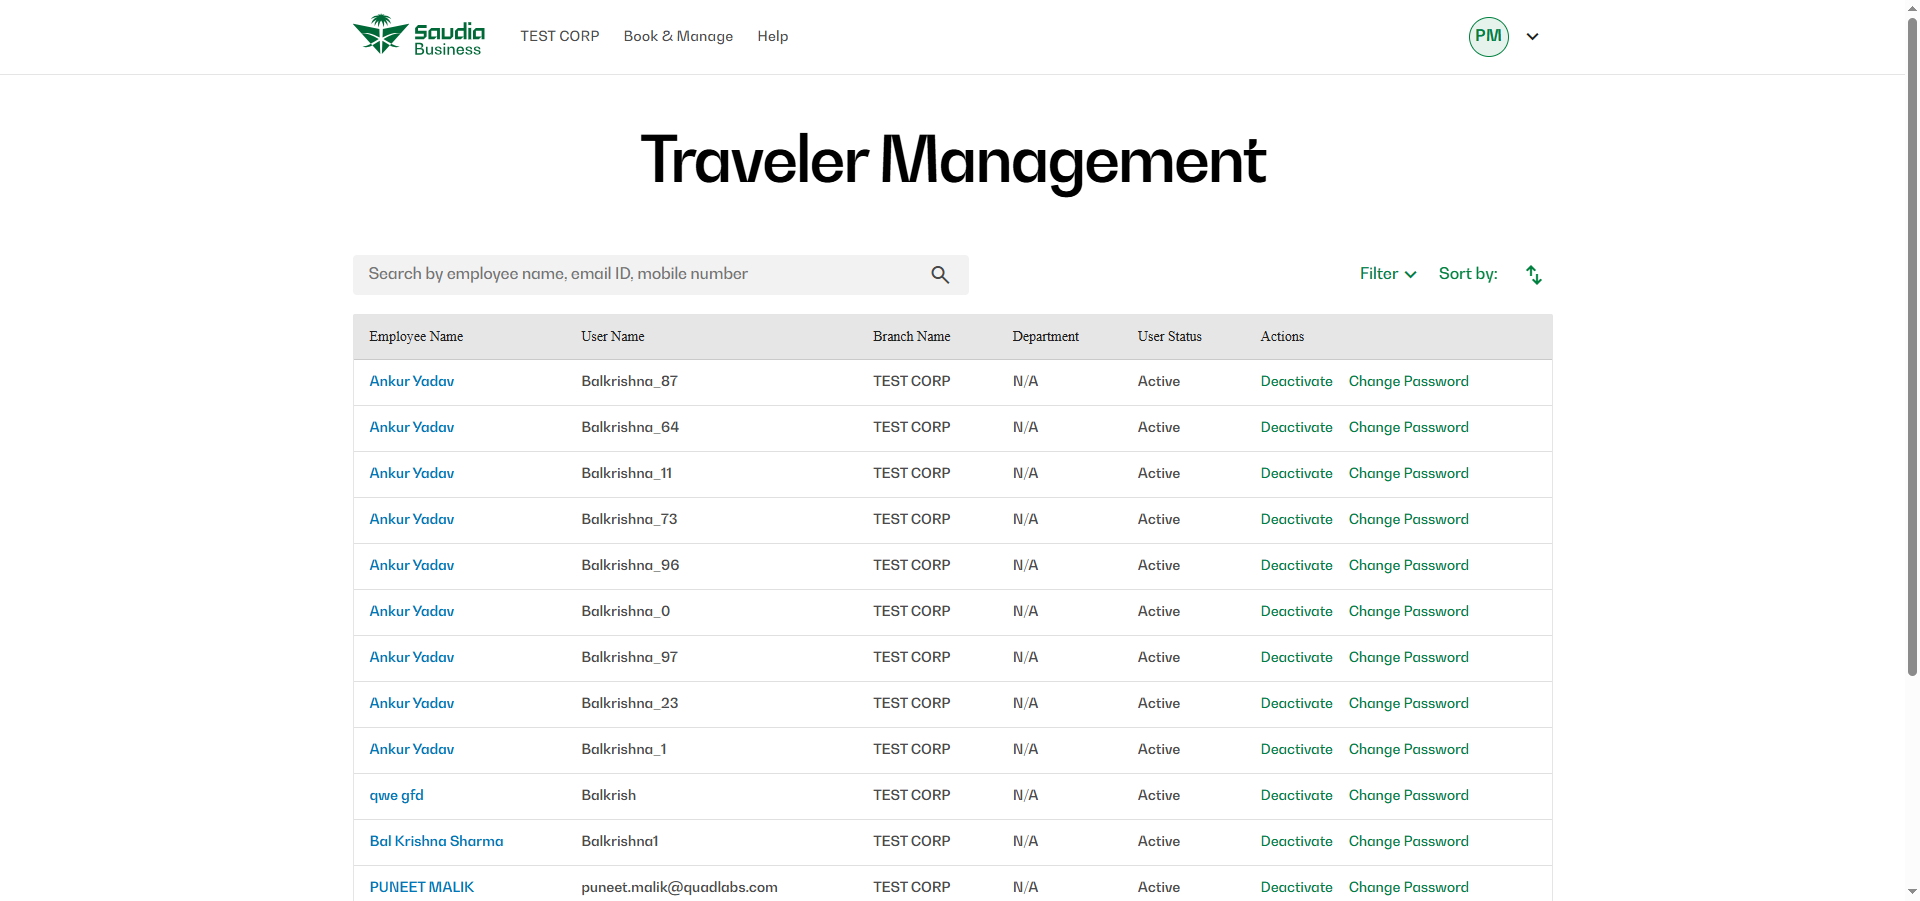 Saudia
Business
TEST CORP Book & Manage Help PM
Traveler Management
Search by employee name, email ID, mobile number Filter Sort by:
Employee Name User Name Branch Name Department User Status Actions
Ankur Yadav Balkrishna_87 TEST CORP N/A Active Deactivate Change Password
Ankur Yadav Balkrishna_64 TEST CORP N/A Active Deactivate Change Password
Ankur Yadav Balkrishna_11 TEST CORP N/A Active Deactivate Change Password
Ankur Yadav Balkrishna_73 TEST CORP N/A Active Deactivate Change Password
Ankur Yadav Balkrishna_96 TEST CORP N/A Active Deactivate Change Password
Ankur Yadav Balkrishna_0 TEST CORP N/A Active Deactivate Change Password
Ankur Yadav Balkrishna_97 TEST CORP N/A Active Deactivate Change Password
Ankur Yadav Balkrishna_23 TEST CORP N/A Active Deactivate Change Password
Ankur Yadav Balkrishna_1 TEST CORP N/A Active Deactivate Change Password
qwe gfd Balkrish TEST CORP N/A Active Deactivate Change Password
Bal Krishna Sharma Balkrishna1 TEST CORP N/A Active Deactivate Change Password
PUNEET MALIK puneet.malik@quadlabs.com TEST CORP N/A Active Deactivate Change Password